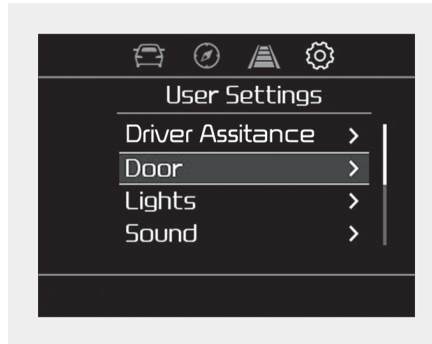 User Settings
Driver Assitance >
Door >
Lights >
Sound >